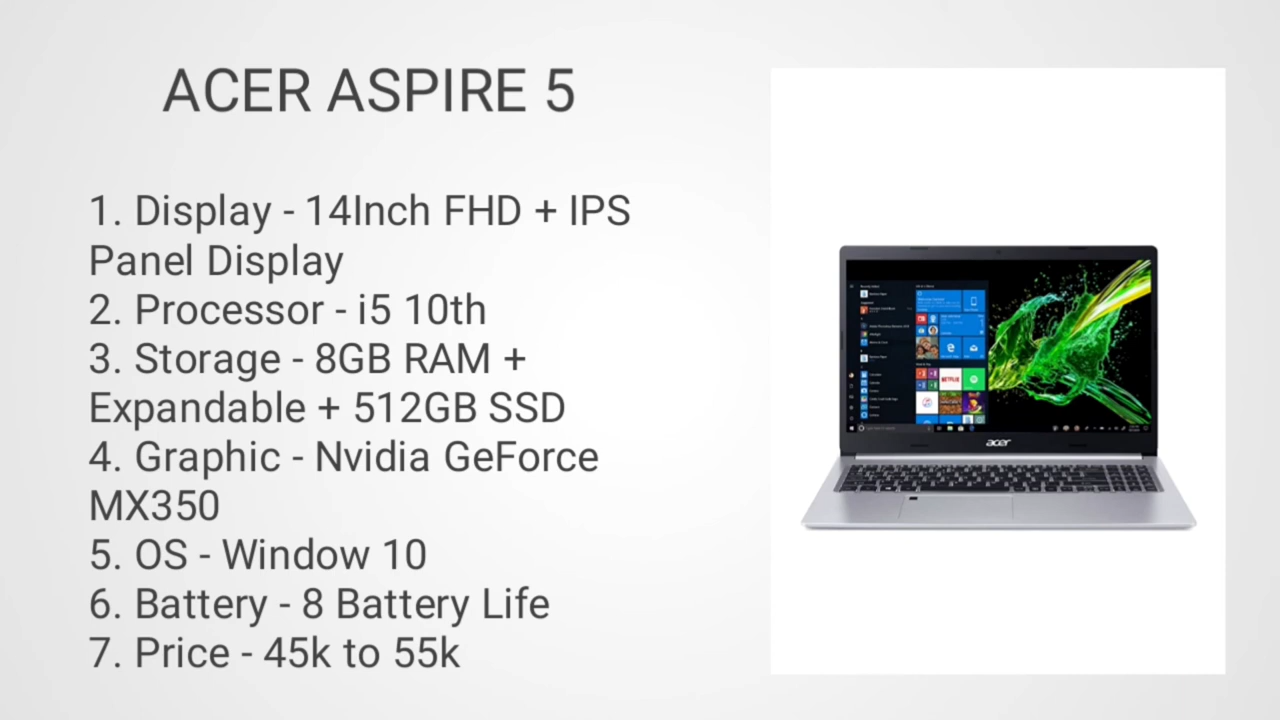 ACER ASPIRE 5
1. Display - 14Inch FHD + IPS
Panel Display
2. Processor - i5 10th
3. Storage - 8GB RAM +
Expandable + 512GB SSD
4. Graphic - Nvidia GeForce
MX350
5. OS - Window 10
6. Battery - 8 Battery Life
7. Price - 45k to 55k
NETFLIX
acer